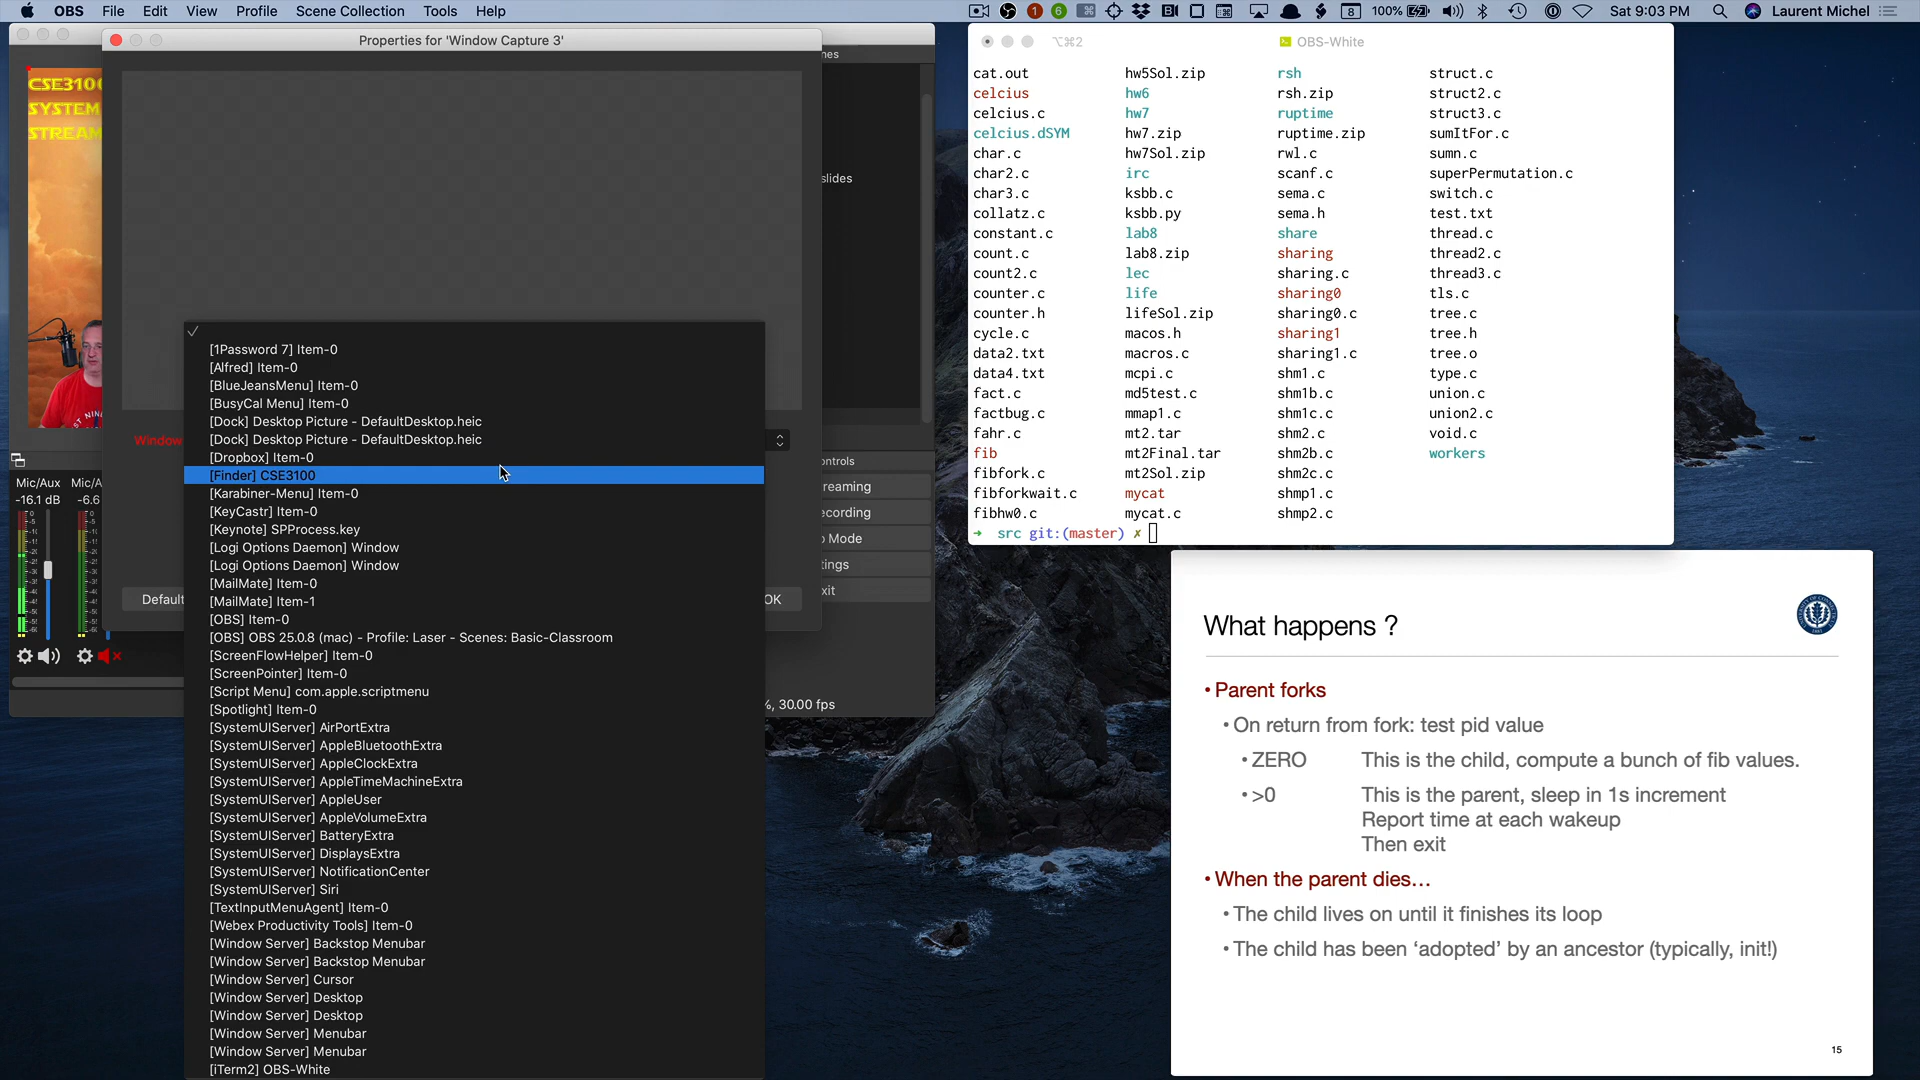 OBS File Edit View Profile Scene Collection Tools Help
1 6 8 100% Sat 9:03 PM Laurent Michel
Properties for 'Window Capture 3'
CSE3100
SYSTEM
STREAM
Window
Mic/Aux
-16.1 dB
Mic/A
-6.6
Default
OK
nes
slides
ontrols
reaming
ecording
o Mode
tings
xit
%, 30.00 fps
✓
[1Password 7] Item-0
[Alfred] Item-0
[BlueJeansMenu] Item-0
[BusyCal Menu] Item-0
[Dock] Desktop Picture - DefaultDesktop.heic
[Dock] Desktop Picture - DefaultDesktop.heic
[Dropbox] Item-0
[Finder] CSE3100
[Karabiner-Menu] Item-0
[KeyCastr] Item-0
[Keynote] SPProcess.key
[Logi Options Daemon] Window
[Logi Options Daemon] Window
[MailMate] Item-0
[MailMate] Item-1
[OBS] Item-0
[OBS] OBS 25.0.8 (mac) - Profile: Laser - Scenes: Basic-Classroom
[ScreenFlowHelper] Item-0
[ScreenPointer] Item-0
[Script Menu] com.apple.scriptmenu
[Spotlight] Item-0
[SystemUIServer] AirPortExtra
[SystemUIServer] AppleBluetoothExtra
[SystemUIServer] AppleClockExtra
[SystemUIServer] AppleTimeMachineExtra
[SystemUIServer] AppleUser
[SystemUIServer] AppleVolumeExtra
[SystemUIServer] BatteryExtra
[SystemUIServer] DisplaysExtra
[SystemUIServer] NotificationCenter
[SystemUIServer] Siri
[TextInputMenuAgent] Item-0
[Webex Productivity Tools] Item-0
[Window Server] Backstop Menubar
[Window Server] Backstop Menubar
[Window Server] Cursor
[Window Server] Desktop
[Window Server] Desktop
[Window Server] Menubar
[Window Server] Menubar
[iTerm2] OBS-White
⌥⌘2 OBS-White
cat.out hw5Sol.zip rsh struct.c
celcius hw6 rsh.zip struct2.c
celcius.c hw7 ruptime struct3.c
celcius.dSYM hw7.zip ruptime.zip sumItFor.c
char.c hw7Sol.zip rwl.c sumn.c
char2.c irc scanf.c superPermutation.c
char3.c ksbb.c sema.c switch.c
collatz.c ksbb.py sema.h test.txt
constant.c lab8 share thread.c
count.c lab8.zip sharing thread2.c
count2.c lec sharing.c thread3.c
counter.c life sharing0 tls.c
counter.h lifeSol.zip sharing0.c tree.c
cycle.c macos.h sharing1 tree.h
data2.txt macros.c sharing1.c tree.o
data4.txt mcpi.c shm1.c type.c
fact.c md5test.c shm1b.c union.c
factbug.c mmap1.c shm1c.c union2.c
fahr.c mt2.tar shm2.c void.c
fib mt2Final.tar shm2b.c workers
fibfork.c mt2Sol.zip shm2c.c
fibforkwait.c mycat shmp1.c
fibhw0.c mycat.c shmp2.c
➜ src git:(master) ✗
What happens ?
• Parent forks
• On return from fork: test pid value
• ZERO This is the child, compute a bunch of fib values.
• >0 This is the parent, sleep in 1s increment
Report time at each wakeup
Then exit
• When the parent dies…
• The child lives on until it finishes its loop
• The child has been ‘adopted’ by an ancestor (typically, init!)
15